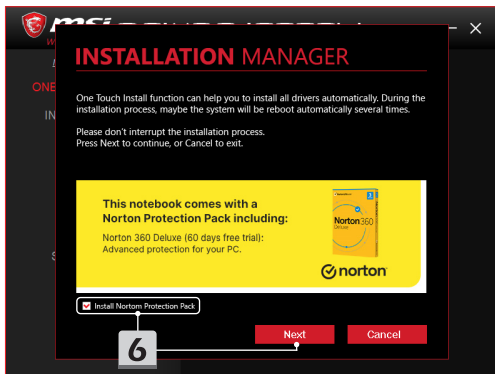 msi
INSTALLATION MANAGER
ONE
IN
One Touch Install function can help you to install all drivers automatically. During the
installation process, maybe the system will be reboot automatically several times.
Please don't interrupt the installation process.
Press Next to continue, or Cancel to exit.
This notebook comes with a
Norton Protection Pack including:
Norton 360 Deluxe (60 days free trial):
Advanced protection for your PC.
Norton 360
Deluxe
norton
Install Nortom Protection Pack
Next
Cancel
6